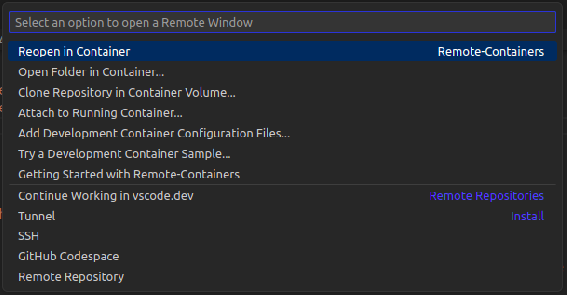 Select an option to open a Remote Window
Reopen in Container Remote-Containers
Open Folder in Container...
Clone Repository in Container Volume...
Attach to Running Container...
Add Development Container Configuration Files...
Try a Development Container Sample...
Getting Started with Remote-Containers
Continue Working in vscode.dev Remote Repositories
Tunnel Install
SSH
GitHub Codespace
Remote Repository